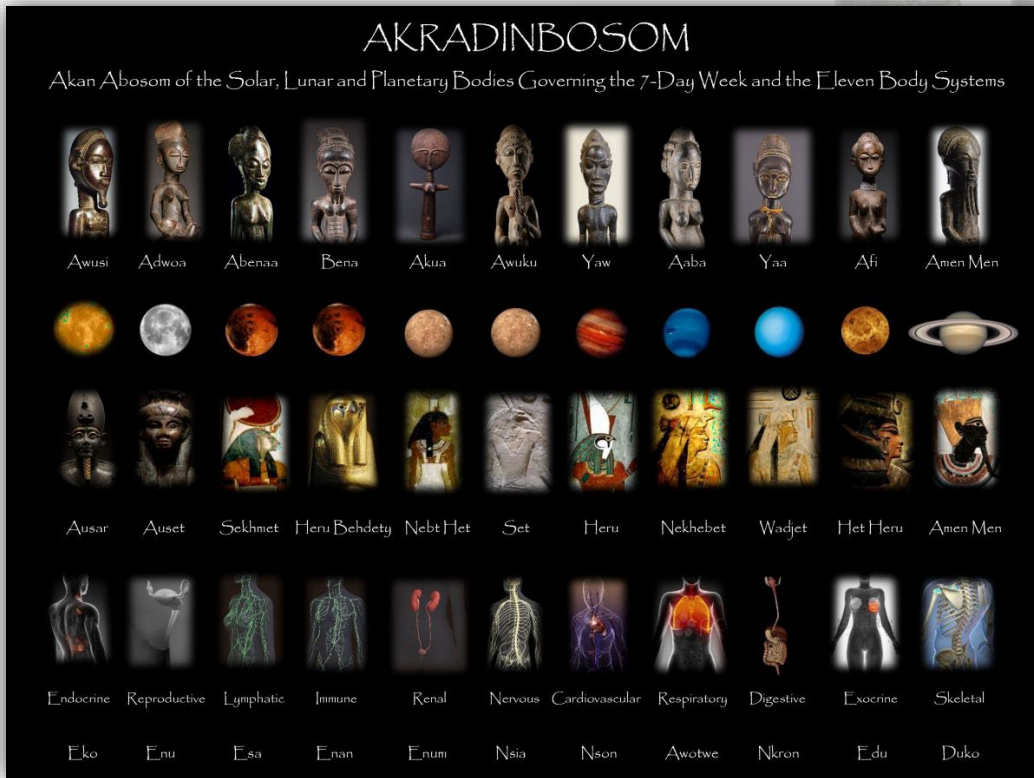 AKRADINBOSOM
Akan Abosom of the Solar, Lunar and Planetary Bodies Governing the 7-Day Week and the Eleven Body Systems
Awusi Adwoa Abenaa Bena Akua Awuku Yaw Aaba Yaa Afi Amen Men
Ausar Auset Sekhmet Heru Behdety Nebt Het Set Heru Nekhebet Wadjet Het Heru Amen Men
Endocrine Reproductive Lymphatic Immune Renal Nervous Cardiovascular Respiratory Digestive Exocrine Skeletal
Eko Enu Esa Enan Enum Nsia Nson Awotwe Nkron Edu Duko